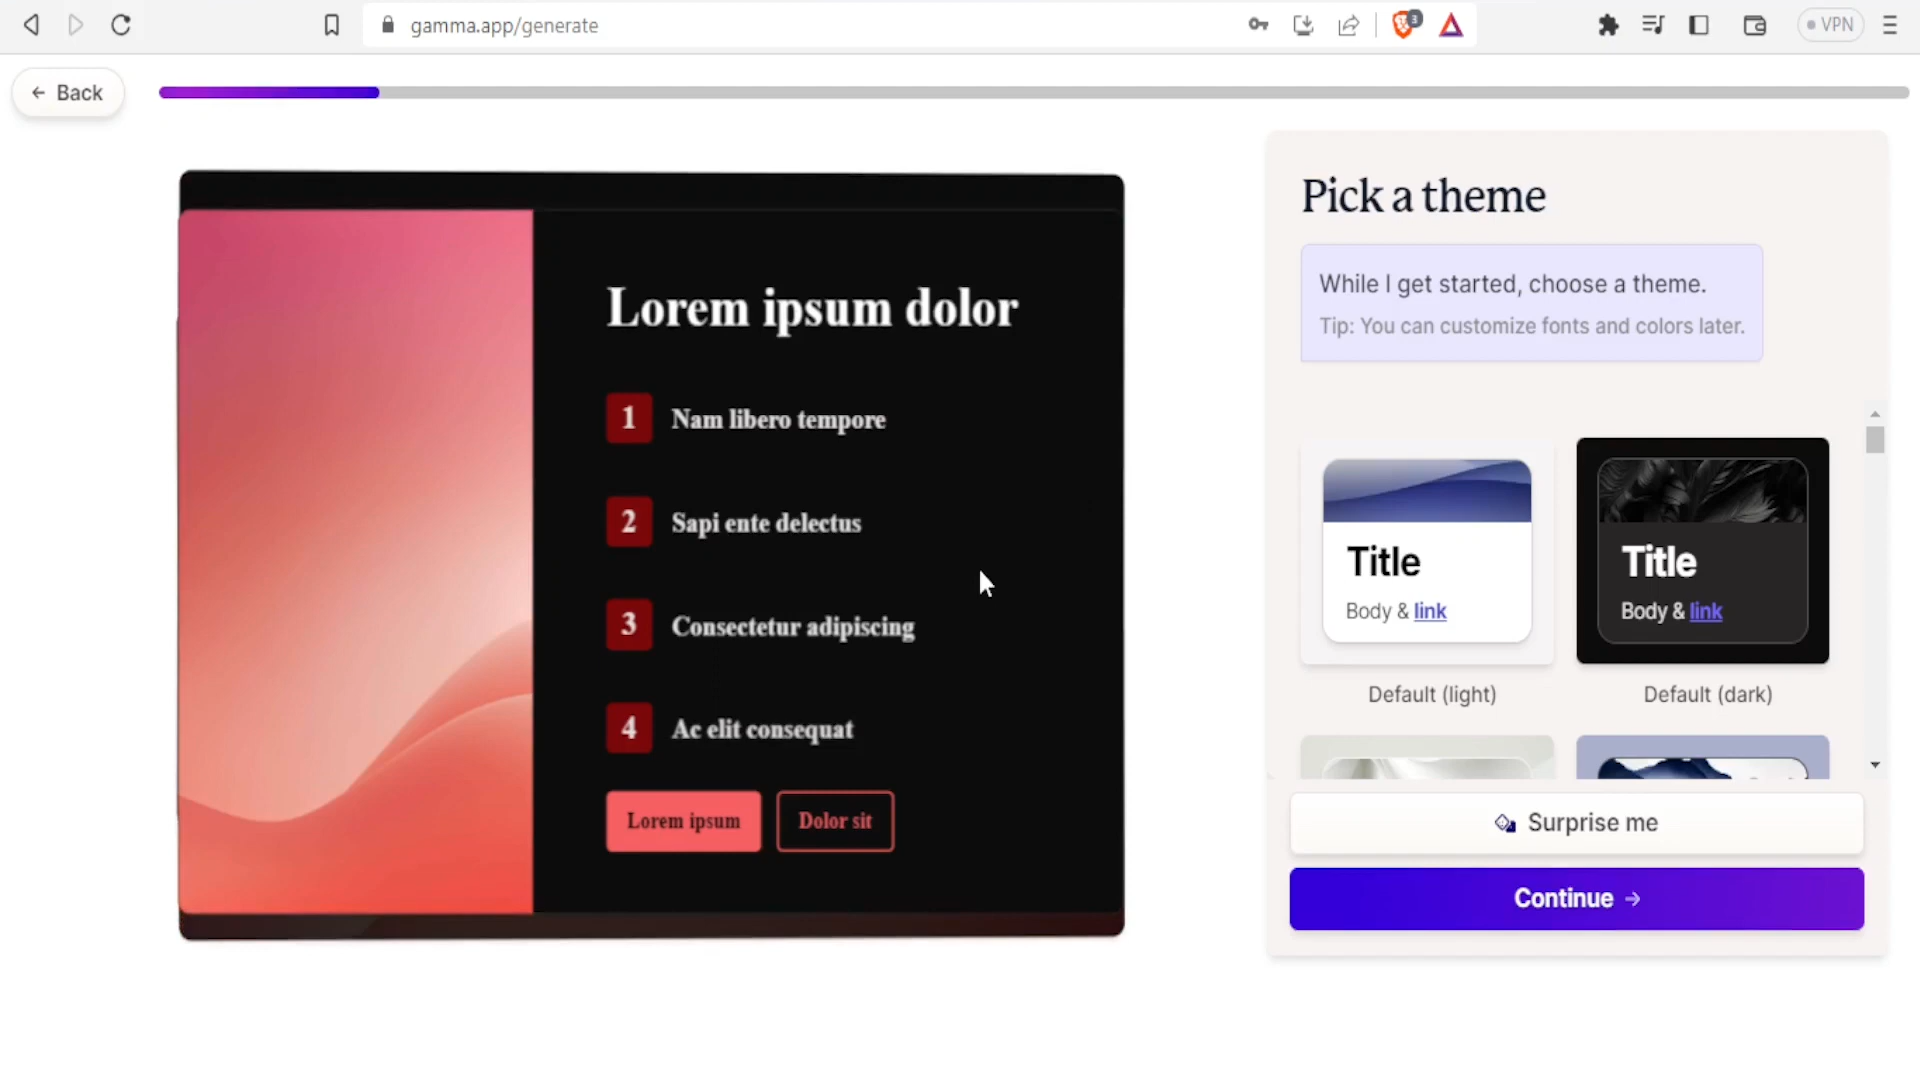 gamma.app/generate
3
VPN
← Back
Lorem ipsum dolor
1 Nam libero tempore
2 Sapi ente delectus
3 Consectetur adipiscing
4 Ac elit consequat
Lorem ipsum Dolor sit
Pick a theme
While I get started, choose a theme.
Tip: You can customize fonts and colors later.
Title
Body & link
Default (light)
Title
Body & link
Default (dark)
Surprise me
Continue →